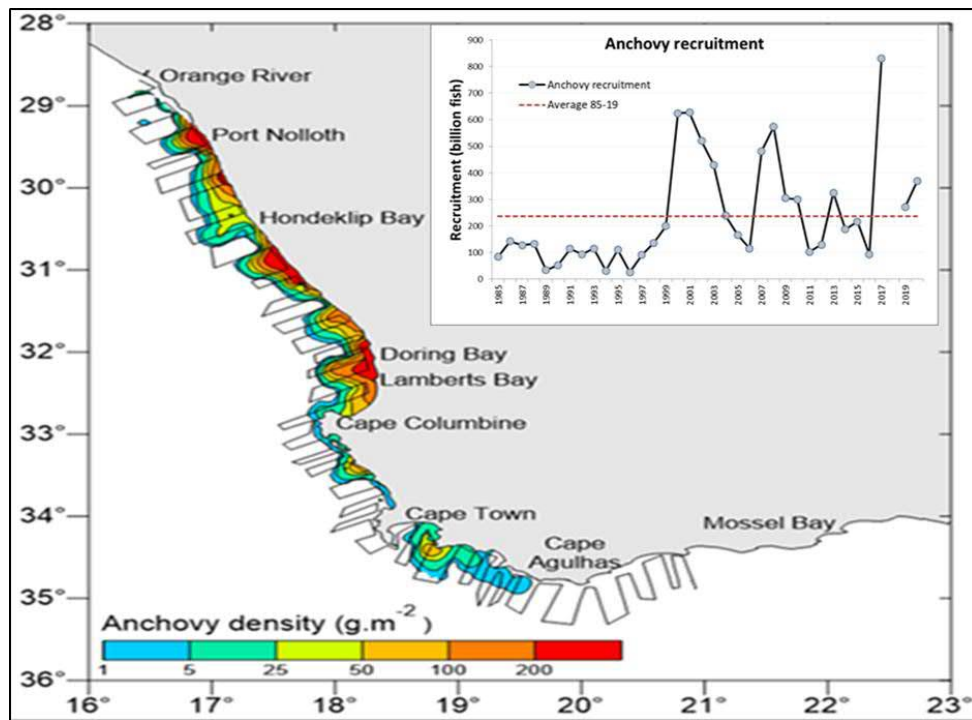 Anchovy recruitment
Recruitment (billion fish)
900
800
700
600
500
400
300
200
100
0
Anchovy recruitment
Average 85-19
1985
1987
1989
1991
1993
1995
1997
1999
2001
2003
2005
2007
2009
2011
2013
2015
2017
2019
28°
29°
30°
31°
32°
33°
34°
35°
36°
Orange River
Port Nolloth
Hondeklip Bay
Doring Bay
Lamberts Bay
Cape Columbine
Cape Town
Mossel Bay
Cape
Agulhas
Anchovy density (g.m-2)
1 5 25 50 100 200
16° 17° 18° 19° 20° 21° 22° 23°